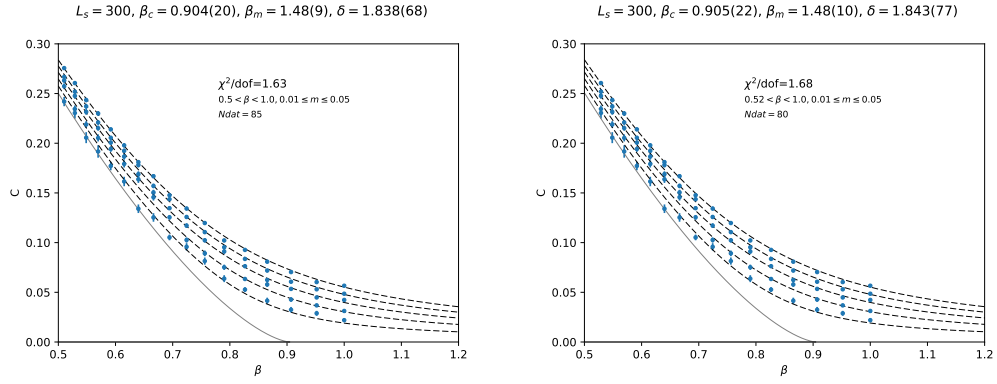 L_s = 300, β_c = 0.904(20), β_m = 1.48(9), δ = 1.838(68)
0.30
0.25
0.20
0.15
0.10
0.05
0.00
C
χ²/dof=1.63
0.5 < β < 1.0, 0.01 ≤ m ≤ 0.05
Ndat = 85
0.5 0.6 0.7 0.8 0.9 1.0 1.1 1.2
β
L_s = 300, β_c = 0.905(22), β_m = 1.48(10), δ = 1.843(77)
0.30
0.25
0.20
0.15
0.10
0.05
0.00
C
χ²/dof=1.68
0.52 < β < 1.0, 0.01 ≤ m ≤ 0.05
Ndat = 80
0.5 0.6 0.7 0.8 0.9 1.0 1.1 1.2
β